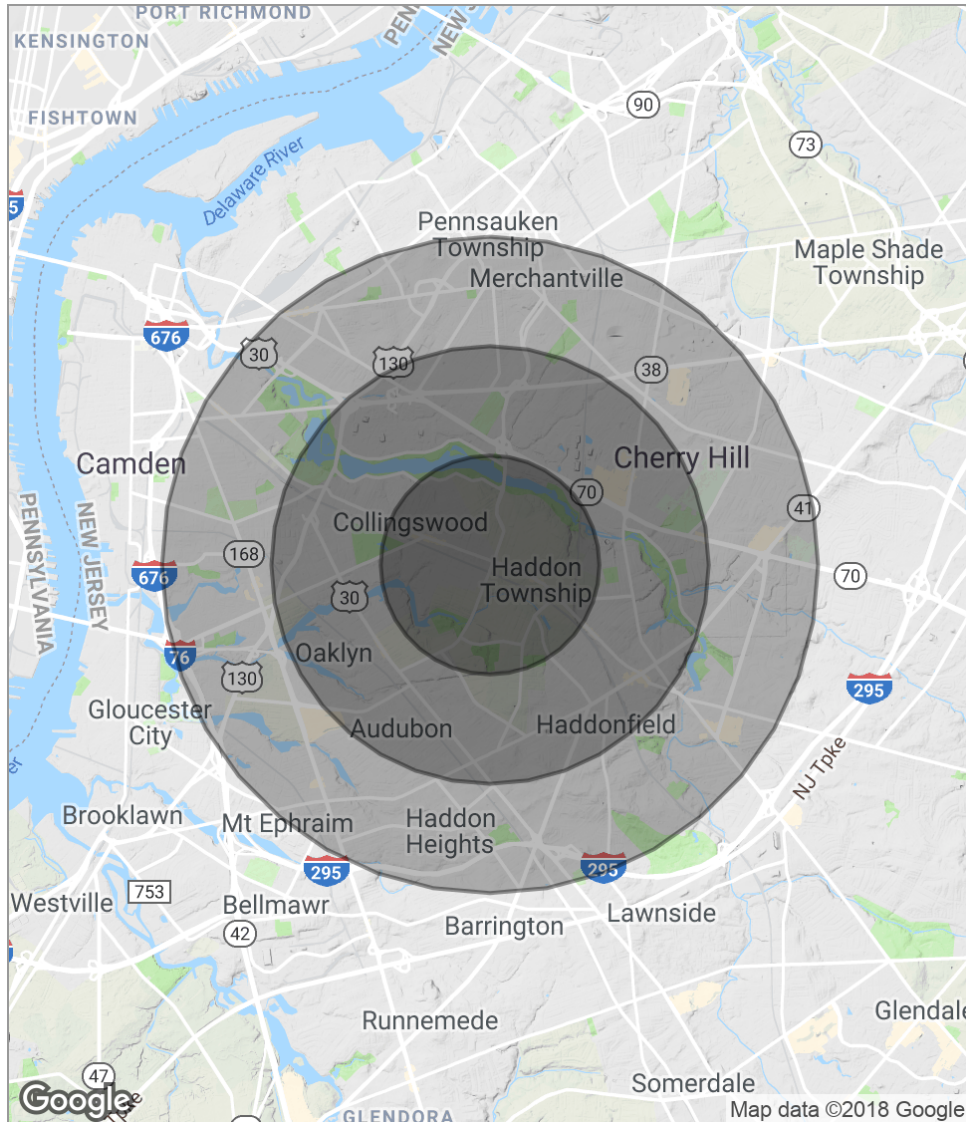 PORT RICHMOND
KENSINGTON
NEW
FISHTOWN
90
73
Delaware River
5
Pennsauken
Township
Maple Shade
Township
Merchantville
676
30
130
38
Camden
Cherry Hill
70
41
Collingswood
PENNSYLVANIA
NEW JERSEY
168
676
Haddon
Township
70
30
Oaklyn
76
130
295
Gloucester
City
Audubon
Haddonfield
NJ Tpke
Brooklawn
Mt Ephraim
Haddon
Heights
295
295
753
Westville
Bellmawr
Lawnside
42
Barrington
Runnemede
Glendale
47
Somerdale
Google
Map data ©2018 Google
GLENDORA